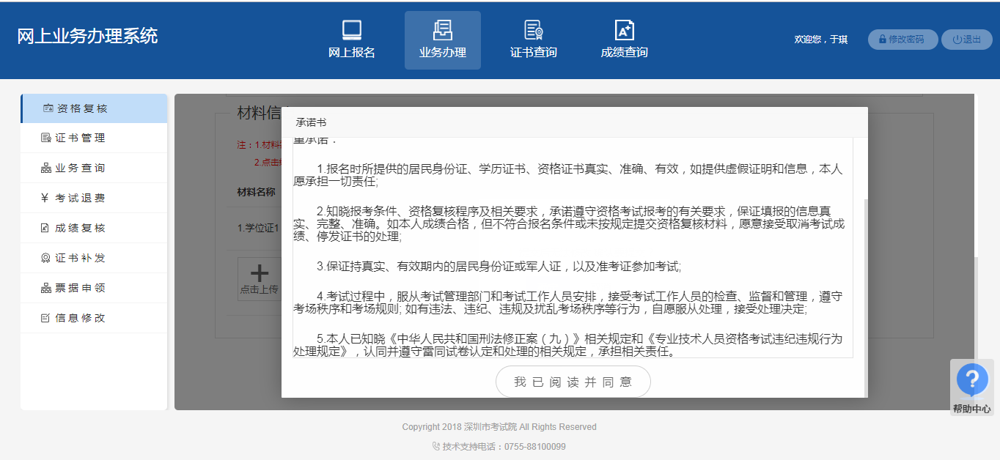 网上业务办理系统
网上报名
业务办理
证书查询
成绩查询
欢迎您，于琪
修改密码
退出
资格复核
证书管理
业务查询
考试退费
成绩复核
证书补发
票据申领
信息修改
材料信
注：1.材料
2.点击
材料名称
1.学位证1
点击上传
承诺书
重承诺：
1.报名时所提供的居民身份证、学历证书、资格证书真实、准确、有效，如提供虚假证明和信息，本人
愿承担一切责任;
2.知晓报考条件、资格复核程序及相关要求，承诺遵守资格考试报考的有关要求，保证填报的信息真
实、完整、准确。如本人成绩合格，但不符合报名条件或未按规定提交资格复核材料，愿意接受取消考试成
绩、停发证书的处理;
3.保证持真实、有效期内的居民身份证或军人证，以及准考证参加考试;
4.考试过程中，服从考试管理部门和考试工作人员安排，接受考试工作人员的检查、监督和管理，遵守
考场秩序和考场规则; 如有违法、违纪、违规及扰乱考场秩序等行为，自愿服从处理，接受处理决定;
5.本人已知晓《中华人民共和国刑法修正案（九）》相关规定和《专业技术人员资格考试违纪违规行为
处理规定》，认同并遵守雷同试卷认定和处理的相关规定，承担相关责任。
我已阅读并同意
帮助中心
Copyright 2018 深圳市考试院 All Rights Reserved
技术支持电话：0755-88100099